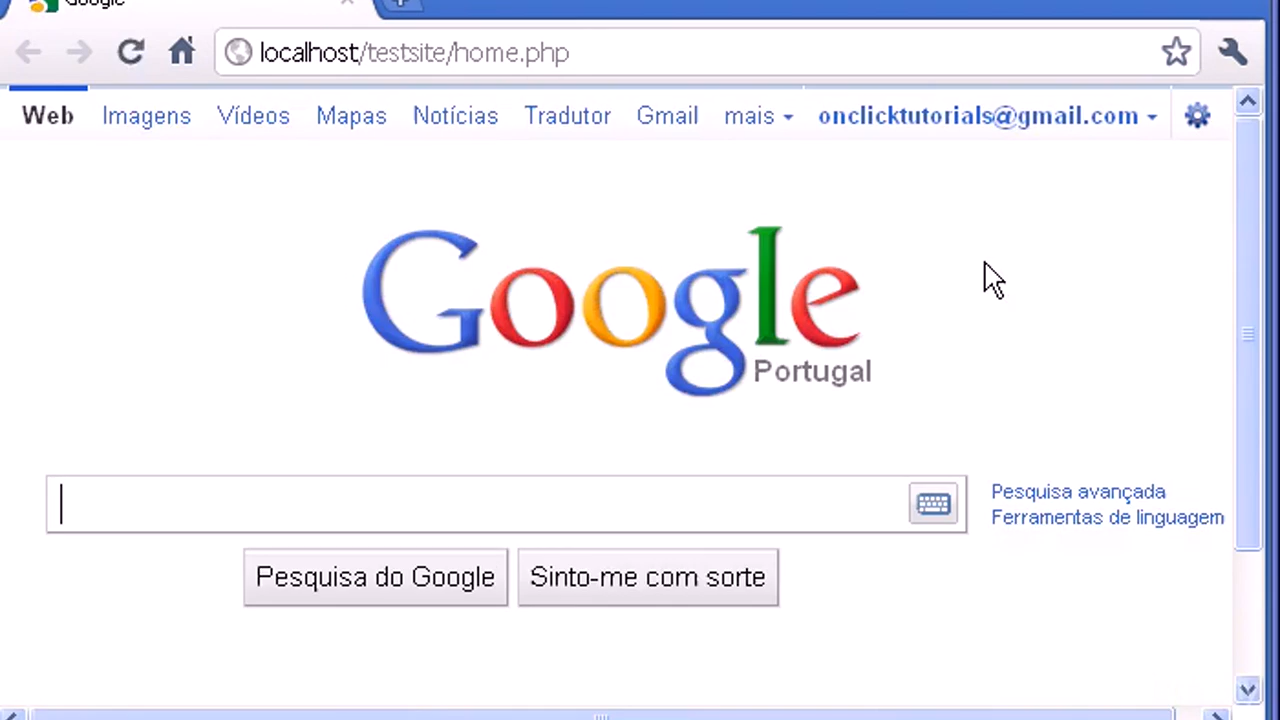 Google
localhost/testsite/home.php
Web Imagens Vídeos Mapas Notícias Tradutor Gmail mais onclicktutorials@gmail.com
Google
Portugal
Pesquisa avançada
Ferramentas de linguagem
Pesquisa do Google Sinto-me com sorte